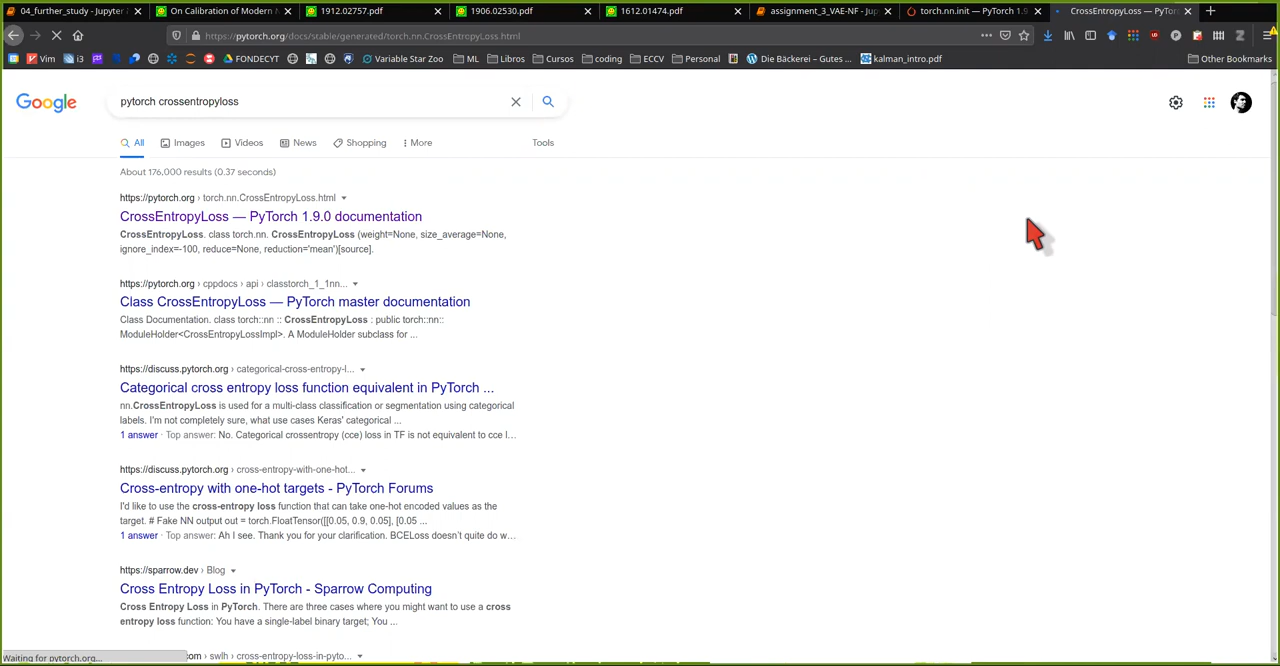 04_further_study - Jupyter
On Calibration of Modern
1912.02757.pdf
1906.02530.pdf
1612.01474.pdf
assignment_3_VAE-NF - Jup
torch.nn.init — PyTorch 1.9
CrossEntropyLoss — PyTor
https://pytorch.org/docs/stable/generated/torch.nn.CrossEntropyLoss.html
Vim
i3
FONDECYT
Variable Star Zoo
ML
Libros
Cursos
coding
ECCV
Personal
Die Bäckerei – Gutes ...
kalman_intro.pdf
Other Bookmarks
Google
pytorch crossentropyloss
All
Images
Videos
News
Shopping
More
Tools
About 176,000 results (0.37 seconds)
https://pytorch.org › torch.nn.CrossEntropyLoss.html
CrossEntropyLoss — PyTorch 1.9.0 documentation
CrossEntropyLoss. class torch.nn. CrossEntropyLoss (weight=None, size_average=None,
ignore_index=-100, reduce=None, reduction='mean')[source].
https://pytorch.org › cppdocs › api › classtorch_1_1nn...
Class CrossEntropyLoss — PyTorch master documentation
Class Documentation. class torch::nn :: CrossEntropyLoss : public torch::nn::
ModuleHolder<CrossEntropyLossImpl>. A ModuleHolder subclass for ...
https://discuss.pytorch.org › categorical-cross-entropy-l...
Categorical cross entropy loss function equivalent in PyTorch ...
nn.CrossEntropyLoss is used for a multi-class classification or segmentation using categorical
labels. I'm not completely sure, what use cases Keras' categorical ...
1 answer · Top answer: No. Categorical crossentropy (cce) loss in TF is not equivalent to cce l...
https://discuss.pytorch.org › cross-entropy-with-one-hot...
Cross-entropy with one-hot targets - PyTorch Forums
I'd like to use the cross-entropy loss function that can take one-hot encoded values as the
target. # Fake NN output out = torch.FloatTensor([[0.05, 0.9, 0.05], [0.05 ...
1 answer · Top answer: Ah I see. Thank you for your clarification. BCELoss doesn't quite do w...
https://sparrow.dev › Blog
Cross Entropy Loss in PyTorch - Sparrow Computing
Cross Entropy Loss in PyTorch. There are three cases where you might want to use a cross
entropy loss function: You have a single-label binary target; You ...
Waiting for pytorch.org...
om › swlh › cross-entropy-loss-in-pyto...